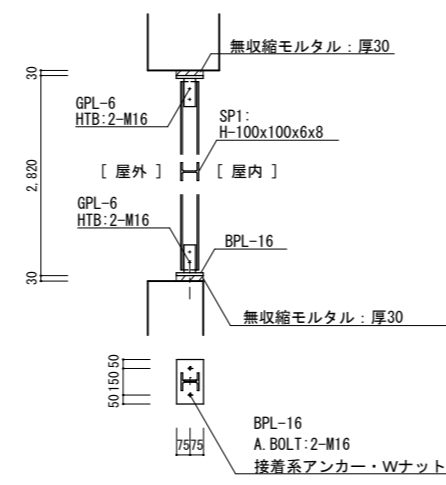 無収縮モルタル：厚30
30
GPL-6
HTB:2-M16
SP1:
H-100x100x6x8
[ 屋外 ]
[ 屋内 ]
2,820
GPL-6
HTB:2-M16
BPL-16
30
無収縮モルタル：厚30
50
150
50
75
75
BPL-16
A.BOLT:2-M16
接着系アンカー・Wナット